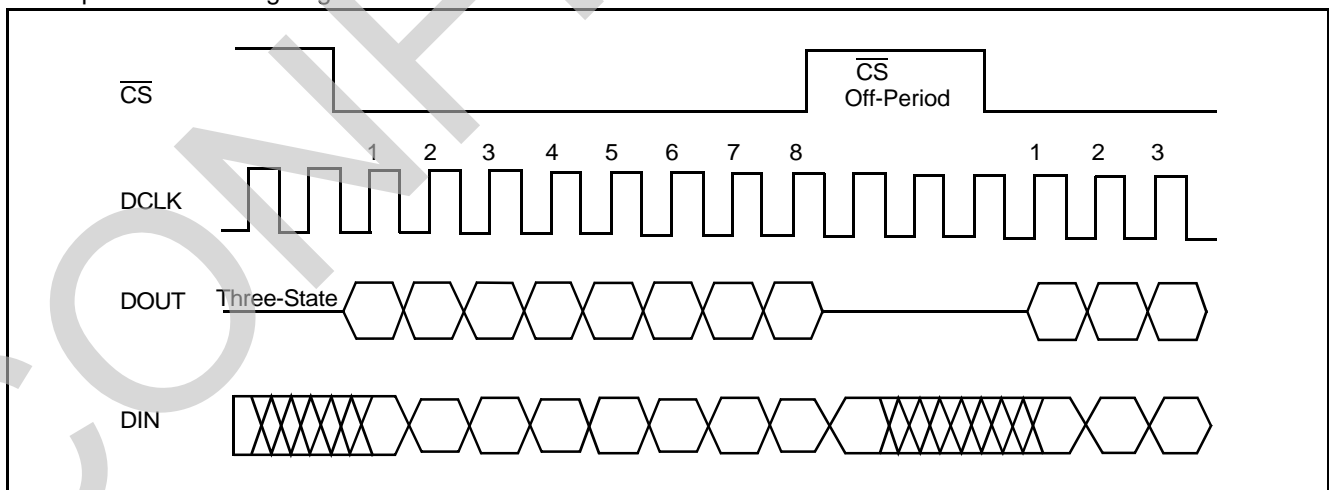 CS
CS
Off-Period
1 2 3 4 5 6 7 8 1 2 3
DCLK
DOUT Three-State
DIN